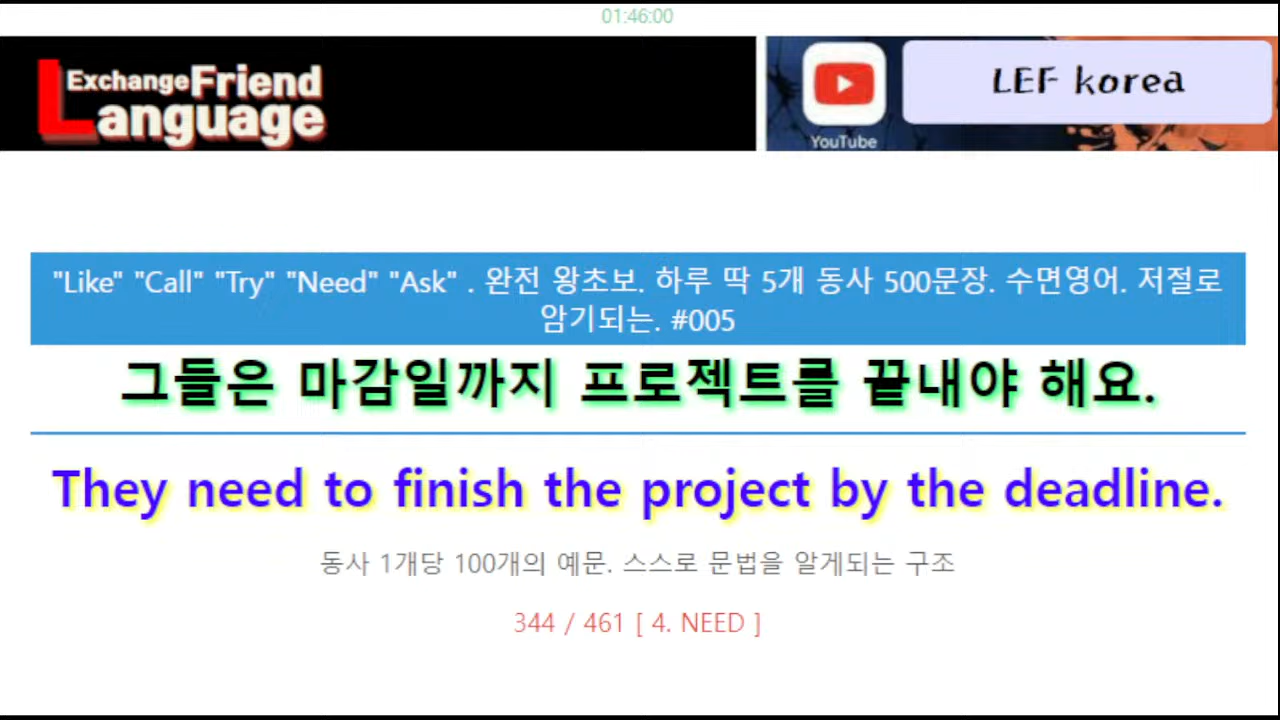 01:46:00
ExchangeFriend
Language
LEF korea
YouTube
"Like" "Call" "Try" "Need" "Ask" . 완전 왕초보. 하루 딱 5개 동사 500문장. 수면영어. 저절로
암기되는. #005
그들은 마감일까지 프로젝트를 끝내야 해요.
They need to finish the project by the deadline.
동사 1개당 100개의 예문. 스스로 문법을 알게되는 구조
344 / 461 [ 4. NEED ]